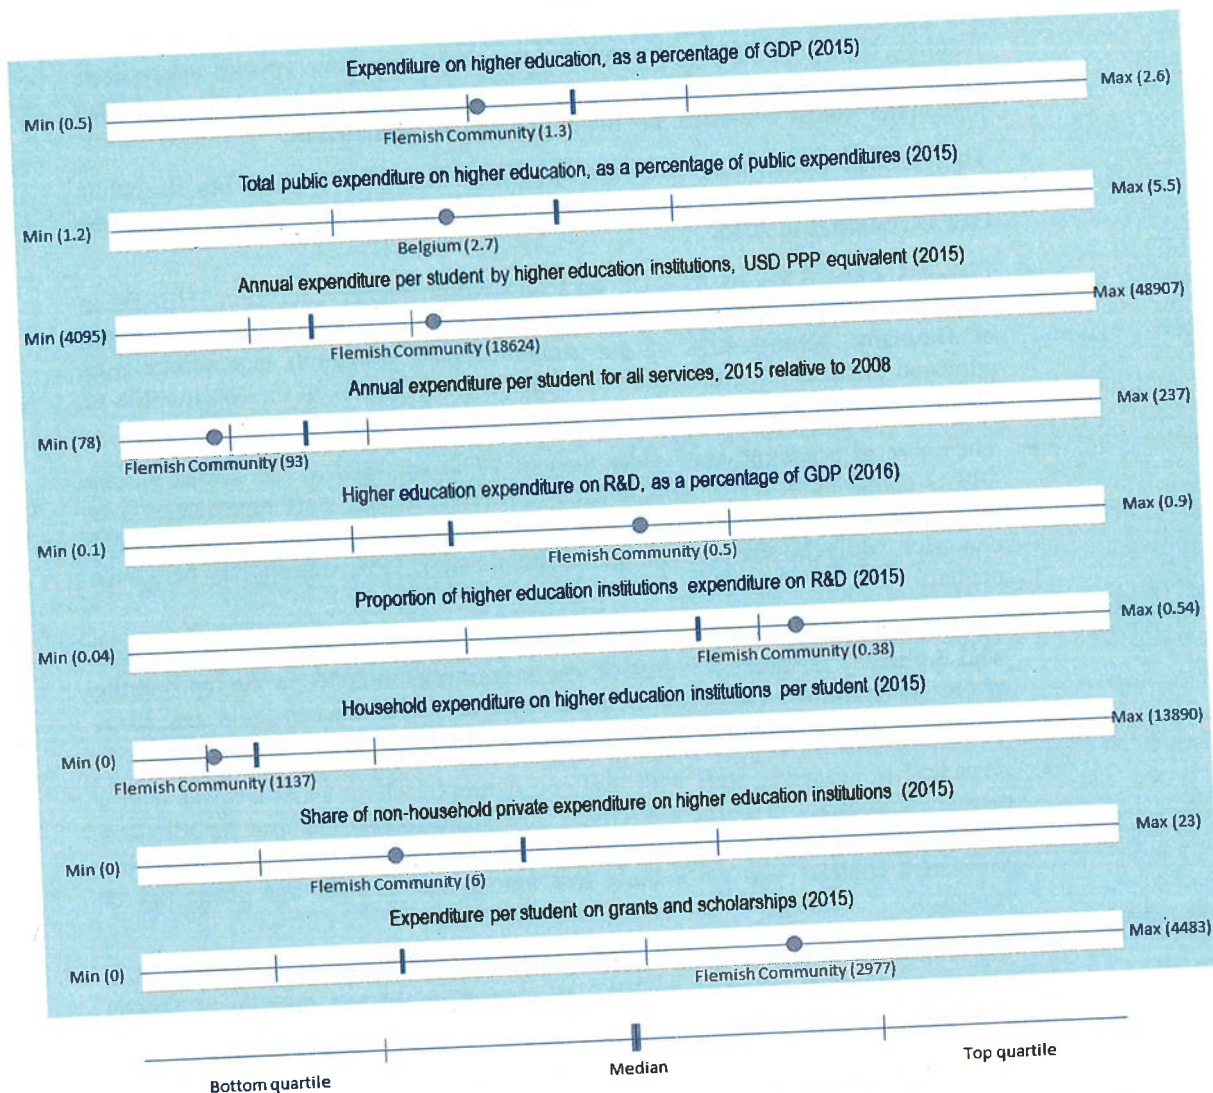 Expenditure on higher education, as a percentage of GDP (2015)
Min (0.5)
Max (2.6)
Flemish Community (1.3)
Total public expenditure on higher education, as a percentage of public expenditures (2015)
Min (1.2)
Max (5.5)
Belgium (2.7)
Annual expenditure per student by higher education institutions, USD PPP equivalent (2015)
Min (4095)
Max (48907)
Flemish Community (18624)
Annual expenditure per student for all services, 2015 relative to 2008
Min (78)
Max (237)
Flemish Community (93)
Higher education expenditure on R&D, as a percentage of GDP (2016)
Min (0.1)
Max (0.9)
Flemish Community (0.5)
Proportion of higher education institutions expenditure on R&D (2015)
Min (0.04)
Max (0.54)
Flemish Community (0.38)
Household expenditure on higher education institutions per student (2015)
Min (0)
Max (13890)
Flemish Community (1137)
Share of non-household private expenditure on higher education institutions (2015)
Min (0)
Max (23)
Flemish Community (6)
Expenditure per student on grants and scholarships (2015)
Min (0)
Max (4483)
Flemish Community (2977)
Bottom quartile
Median
Top quartile